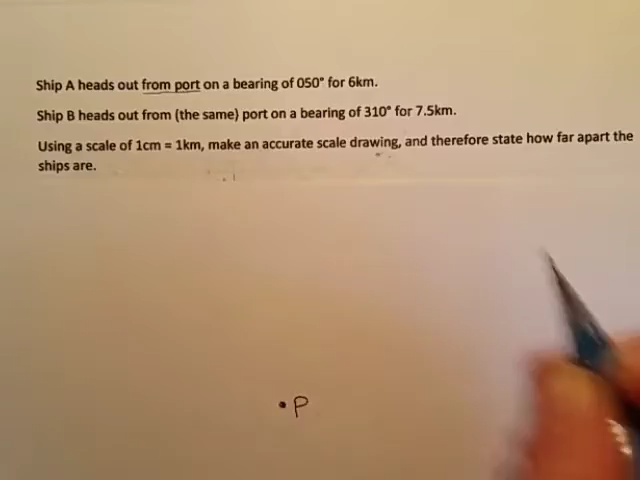 Ship A heads out from port on a bearing of 050° for 6km.
Ship B heads out from (the same) port on a bearing of 310° for 7.5km.
Using a scale of 1cm = 1km, make an accurate scale drawing, and therefore state how far apart the
ships are.
P